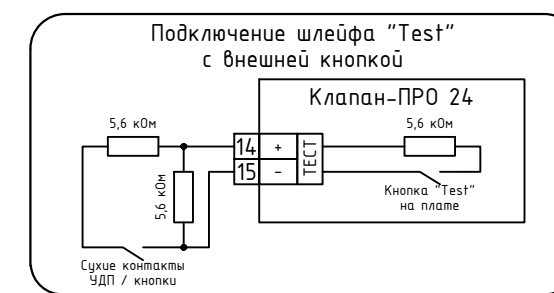 Подключение шлейфа "Test"
с внешней кнопкой
Клапан-ПРО 24
5,6 кОм
5,6 кОм
14 + ТЕСТ
15 -
5,6 кОм
Кнопка "Test"
на плате
Сухие контакты
УДП / кнопки